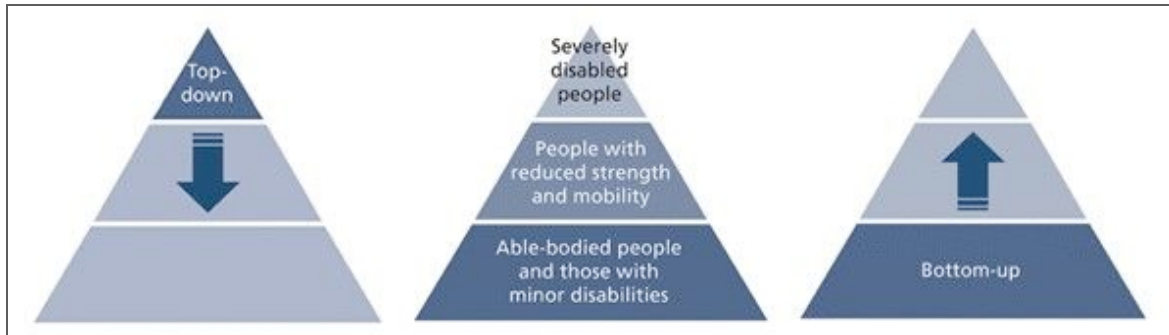 Top-
down
Severely
disabled
people
People with
reduced strength
and mobility
Able-bodied people
and those with
minor disabilities
Bottom-up